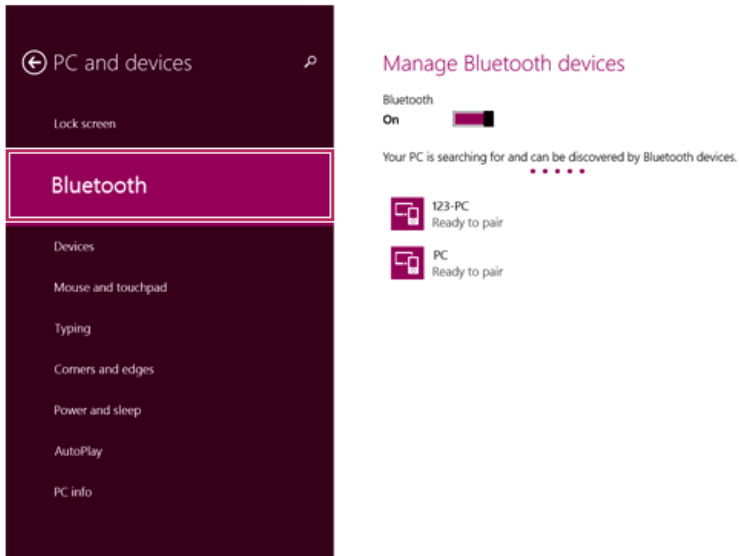 PC and devices
Lock screen
Bluetooth
Devices
Mouse and touchpad
Typing
Corners and edges
Power and sleep
AutoPlay
PC info
Manage Bluetooth devices
Bluetooth
On
Your PC is searching for and can be discovered by Bluetooth devices.
123-PC
Ready to pair
PC
Ready to pair